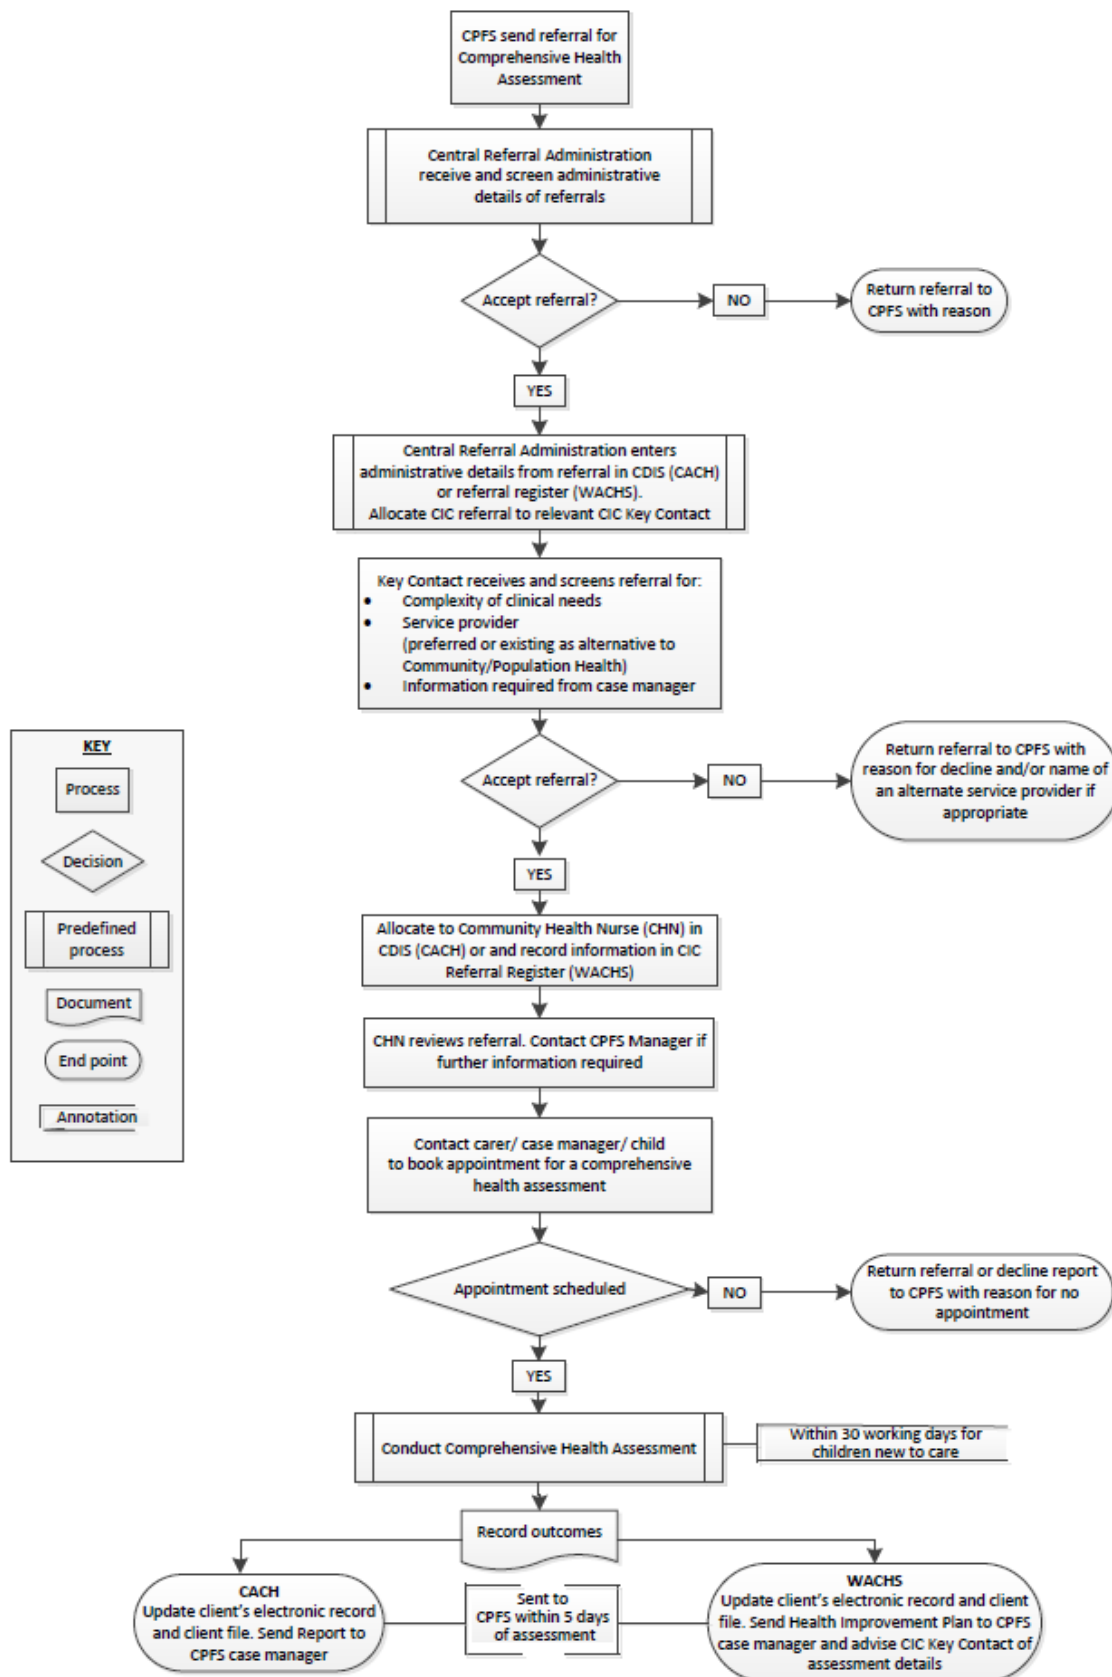 CPFS send referral for
Comprehensive Health
Assessment
Central Referral Administration
receive and screen administrative
details of referrals
Accept referral?
NO
Return referral to
CPFS with reason
YES
Central Referral Administration enters
administrative details from referral in CDIS (CACH)
or referral register (WACHS).
Allocate CIC referral to relevant CIC Key Contact
Key Contact receives and screens referral for:
• Complexity of clinical needs
• Service provider
(preferred or existing as alternative to
Community/Population Health)
• Information required from case manager
Accept referral?
NO
Return referral to CPFS with
reason for decline and/or name of
an alternate service provider if
appropriate
YES
KEY
Process
Decision
Predefined
process
Document
End point
Annotation
Allocate to Community Health Nurse (CHN) in
CDIS (CACH) or and record information in CIC
Referral Register (WACHS)
CHN reviews referral. Contact CPFS Manager if
further information required
Contact carer/ case manager/ child
to book appointment for a comprehensive
health assessment
Appointment scheduled
NO
Return referral or decline report
to CPFS with reason for no
appointment
YES
Conduct Comprehensive Health Assessment
Within 30 working days for
children new to care
Record outcomes
CACH
Update client's electronic record
and client file. Send Report to
CPFS case manager
Sent to
CPFS within 5 days
of assessment
WACHS
Update client's electronic record and client
file. Send Health Improvement Plan to CPFS
case manager and advise CIC Key Contact of
assessment details